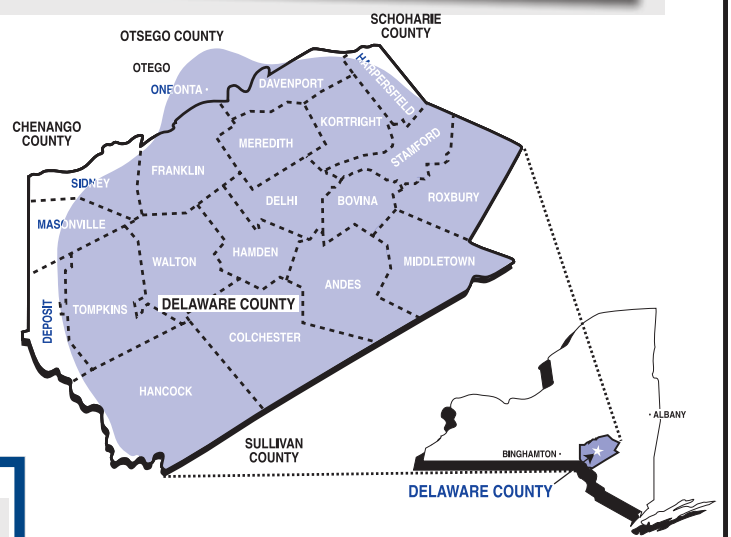 SCHOHARIE
COUNTY
OTSEGO COUNTY
OTEGO
ONEONTA
DAVENPORT
HARPERSFIELD
CHENANGO
COUNTY
KORTRIGHT
MEREDITH
STAMFORD
FRANKLIN
SIDNEY
DELHI
BOVINA
ROXBURY
MASONVILLE
HAMDEN
WALTON
MIDDLETOWN
ANDES
DELAWARE COUNTY
TOMPKINS
DEPOSIT
COLCHESTER
HANCOCK
SULLIVAN
COUNTY
ALBANY
BINGHAMTON
DELAWARE COUNTY